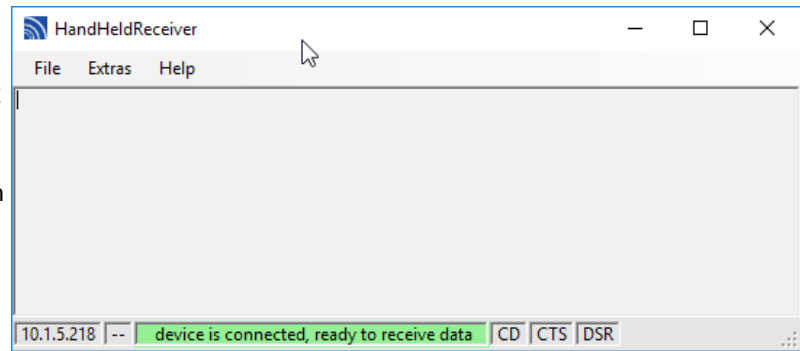 HandHeldReceiver
File Extras Help
10.1.5.218 -- device is connected, ready to receive data CD CTS DSR